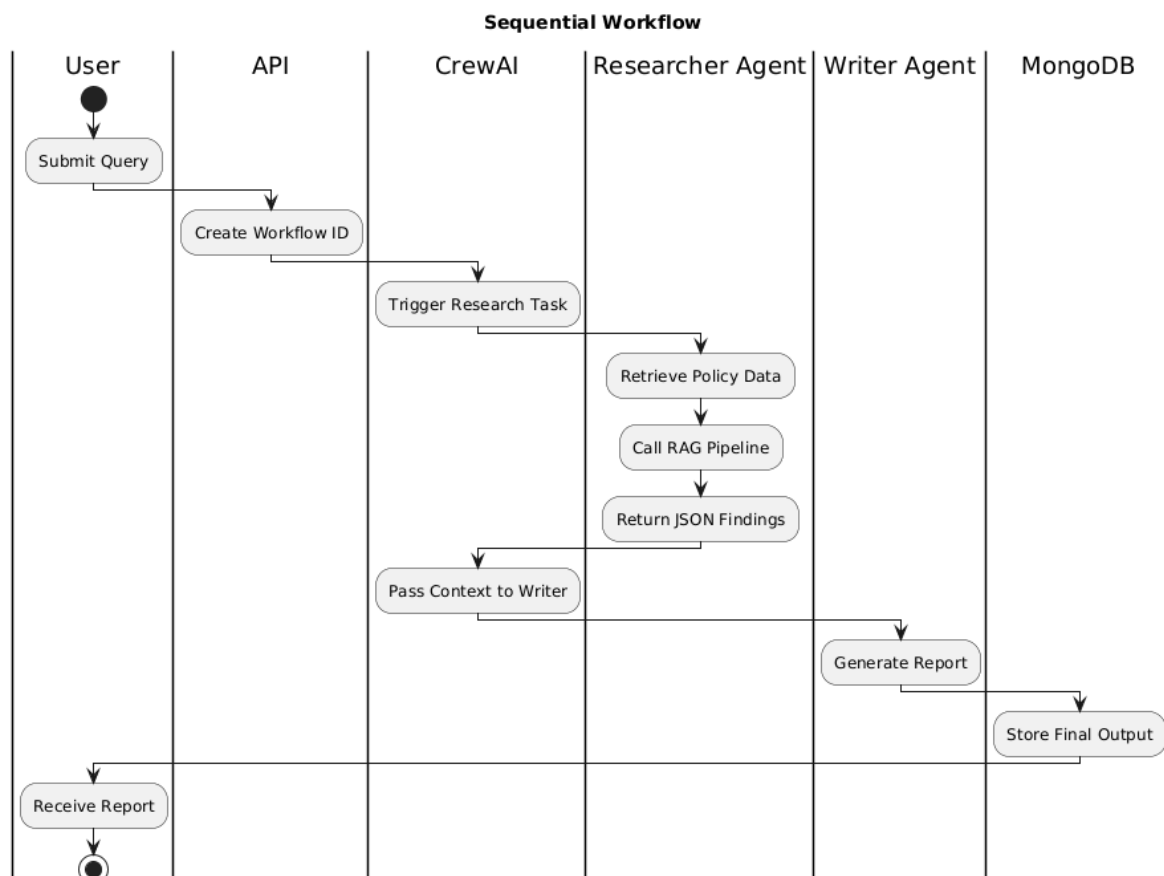 Sequential Workflow
User
API
CrewAI
Researcher Agent
Writer Agent
MongoDB
Submit Query
Create Workflow ID
Trigger Research Task
Retrieve Policy Data
Call RAG Pipeline
Return JSON Findings
Pass Context to Writer
Generate Report
Store Final Output
Receive Report